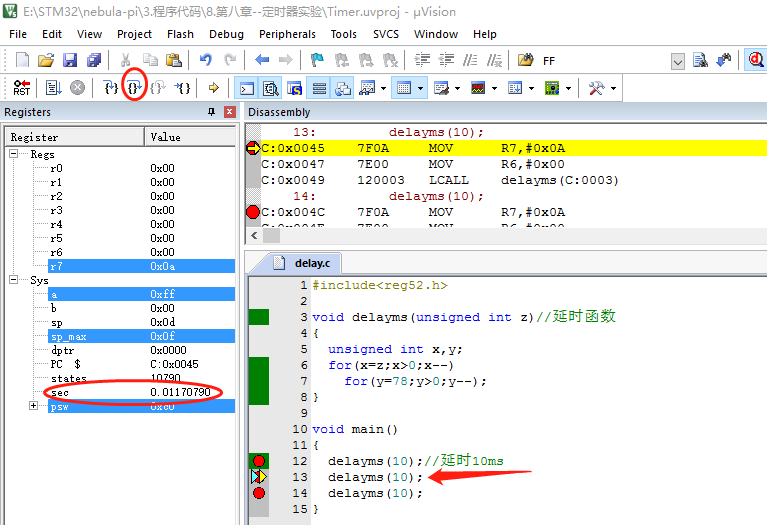 E:\STM32\nebula-pi\3.程序代码\8.第八章--定时器实验\Timer.uvproj - µVision
File Edit View Project Flash Debug Peripherals Tools SVCS Window Help
FF
RST
Registers
Register Value
Regs
r0 0x00
r1 0x00
r2 0x00
r3 0x00
r4 0x00
r5 0x00
r6 0x00
r7 0x0a
Sys
a 0xff
b 0x00
sp 0x0d
sp_max 0x0f
dptr 0x0000
PC $ C:0x0045
states 10790
sec 0.01170790
psw 0xc0
Disassembly
13: delayms(10);
C:0x0045 7F0A MOV R7,#0x0A
C:0x0047 7E00 MOV R6,#0x00
C:0x0049 120003 LCALL delayms(C:0003)
14: delayms(10);
C:0x004C 7F0A MOV R7,#0x0A
delay.c
1 #include<reg52.h>
2
3 void delayms(unsigned int z)//延时函数
4 {
5 unsigned int x,y;
6 for(x=z;x>0;x--)
7 for(y=78;y>0;y--);
8 }
9
10 void main()
11 {
12 delayms(10);//延时10ms
13 delayms(10);
14 delayms(10);
15 }